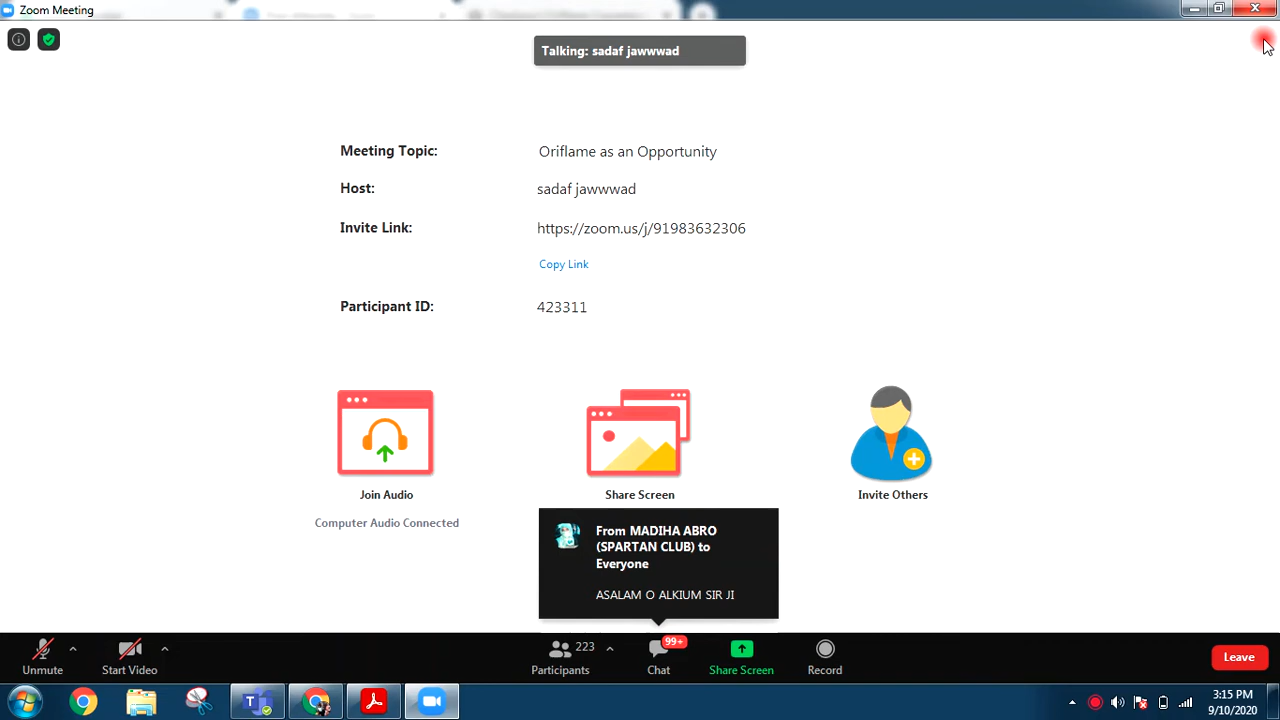 Zoom Meeting
Talking: sadaf jawwwad
Meeting Topic: Oriflame as an Opportunity
Host: sadaf jawwwad
Invite Link: https://zoom.us/j/91983632306
Copy Link
Participant ID: 423311
Join Audio Share Screen Invite Others
Computer Audio Connected
From MADIHA ABRO
(SPARTAN CLUB) to
Everyone
ASALAM O ALKIUM SIR JI
223 99+
Unmute Start Video Participants Chat Share Screen Record Leave
3:15 PM
9/10/2020